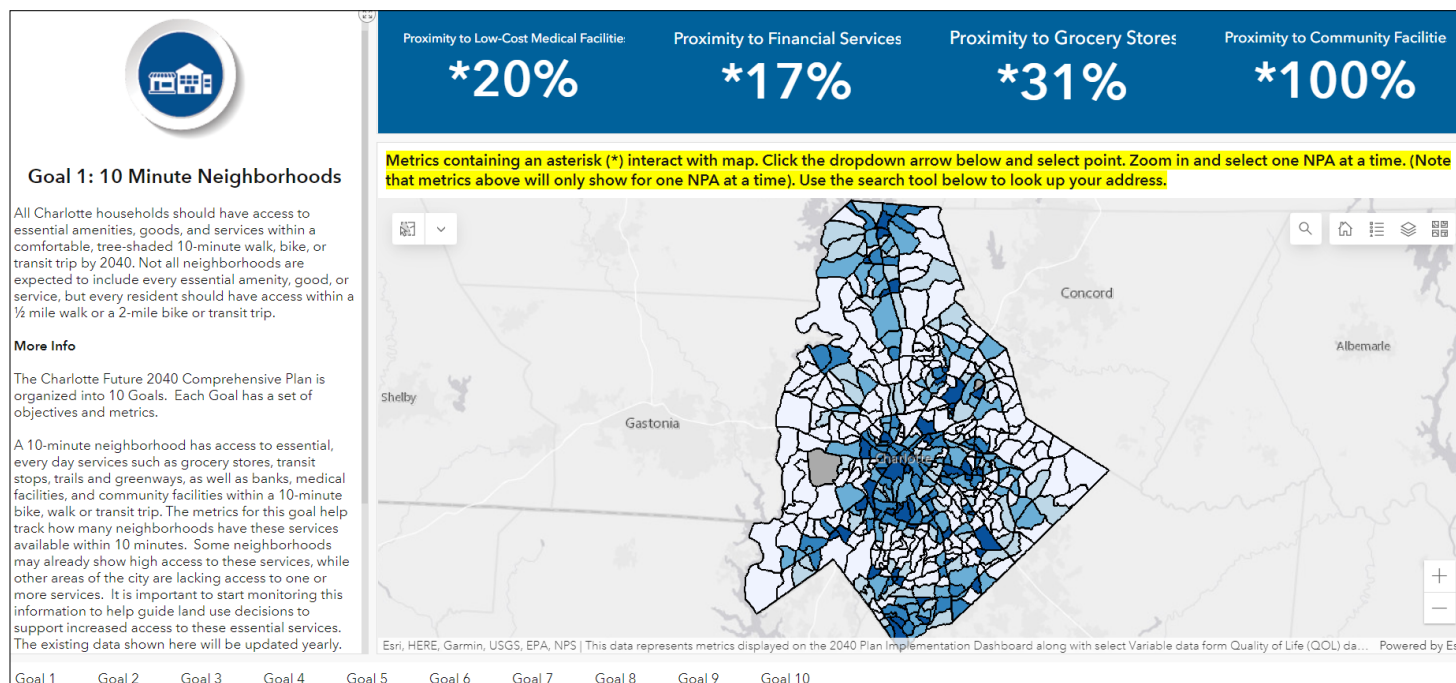 Goal 1: 10 Minute Neighborhoods
All Charlotte households should have access to
essential amenities, goods, and services within a
comfortable, tree-shaded 10-minute walk, bike, or
transit trip by 2040. Not all neighborhoods are
expected to include every essential amenity, good, or
service, but every resident should have access within a
½ mile walk or a 2-mile bike or transit trip.
More Info
The Charlotte Future 2040 Comprehensive Plan is
organized into 10 Goals. Each Goal has a set of
objectives and metrics.
A 10-minute neighborhood has access to essential,
every day services such as grocery stores, transit
stops, trails and greenways, as well as banks, medical
facilities, and community facilities within a 10-minute
bike, walk or transit trip. The metrics for this goal help
track how many neighborhoods have these services
available within 10 minutes. Some neighborhoods
may already show high access to these services, while
other areas of the city are lacking access to one or
more services. It is important to start monitoring this
information to help guide land use decisions to
support increased access to these essential services.
The existing data shown here will be updated yearly.
Proximity to Low-Cost Medical Facilitie
*20%
Proximity to Financial Services
*17%
Proximity to Grocery Stores
*31%
Proximity to Community Facilitie
*100%
Metrics containing an asterisk (*) interact with map. Click the dropdown arrow below and select point. Zoom in and select one NPA at a time. (Note
that metrics above will only show for one NPA at a time). Use the search tool below to look up your address.
Concord
Albemarle
Shelby
Gastonia
Charlotte
Esri, HERE, Garmin, USGS, EPA, NPS | This data represents metrics displayed on the 2040 Plan Implementation Dashboard along with select Variable data form Quality of Life (QOL) da... Powered by Es
Goal 1 Goal 2 Goal 3 Goal 4 Goal 5 Goal 6 Goal 7 Goal 8 Goal 9 Goal 10